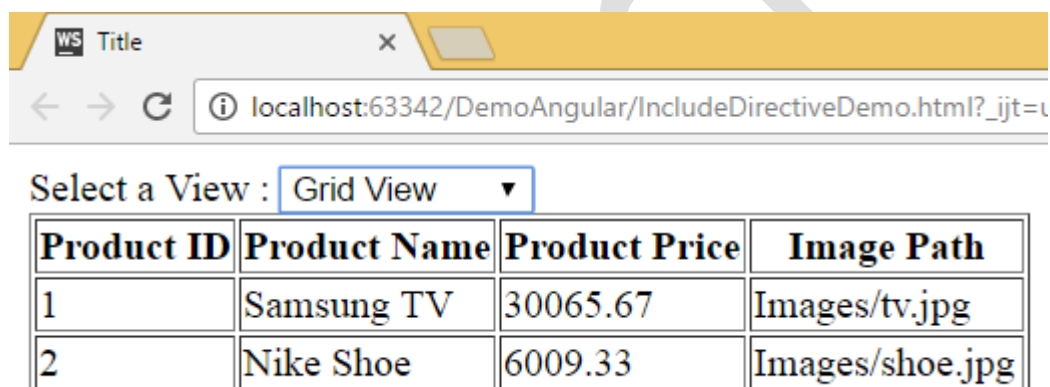 WS Title ×
localhost:63342/DemoAngular/IncludeDirectiveDemo.html?_ijt=u
Select a View : Grid View
Product ID Product Name Product Price Image Path
1 Samsung TV 30065.67 Images/tv.jpg
2 Nike Shoe 6009.33 Images/shoe.jpg